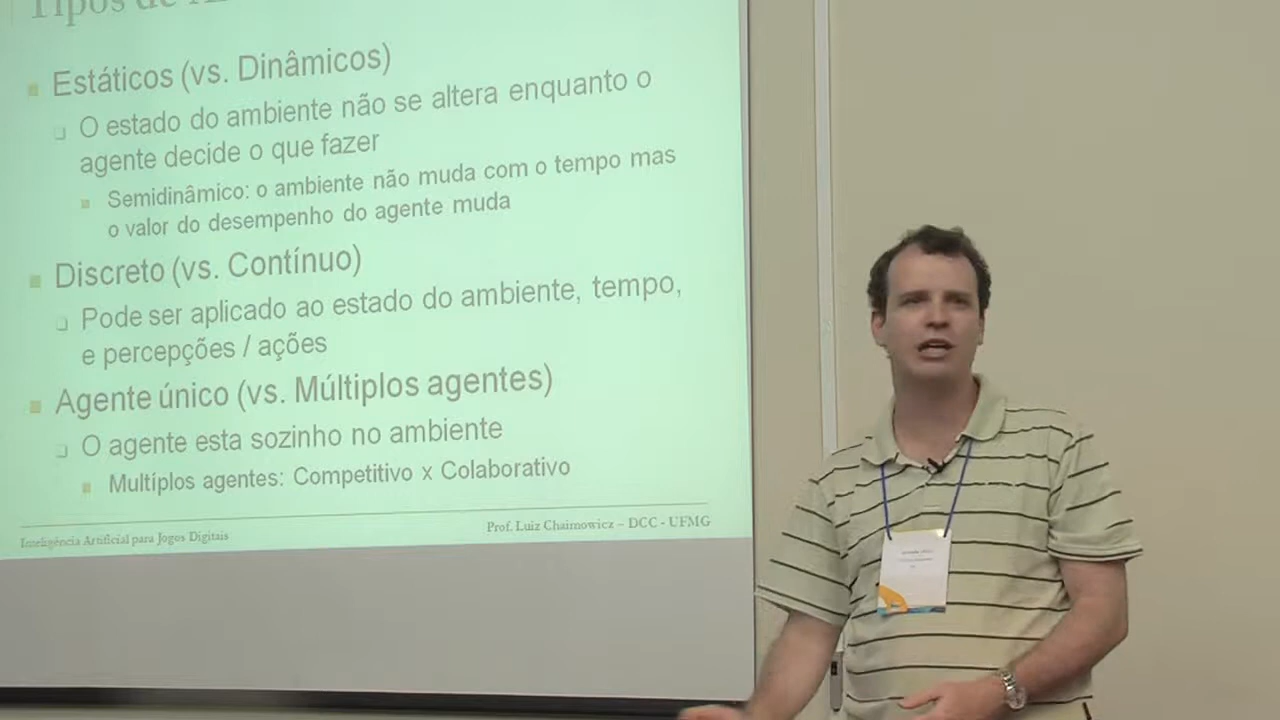 Tipos de
Estáticos (vs. Dinâmicos)
O estado do ambiente não se altera enquanto o
agente decide o que fazer
Semidinâmico: o ambiente não muda com o tempo mas
o valor do desempenho do agente muda
Discreto (vs. Contínuo)
Pode ser aplicado ao estado do ambiente, tempo,
e percepções / ações
Agente único (vs. Múltiplos agentes)
O agente esta sozinho no ambiente
Multíplos agentes: Competitivo x Colaborativo
Inteligência Artificial para Jogos Digitais
Prof. Luiz Chaimowicz – DCC - UFMG